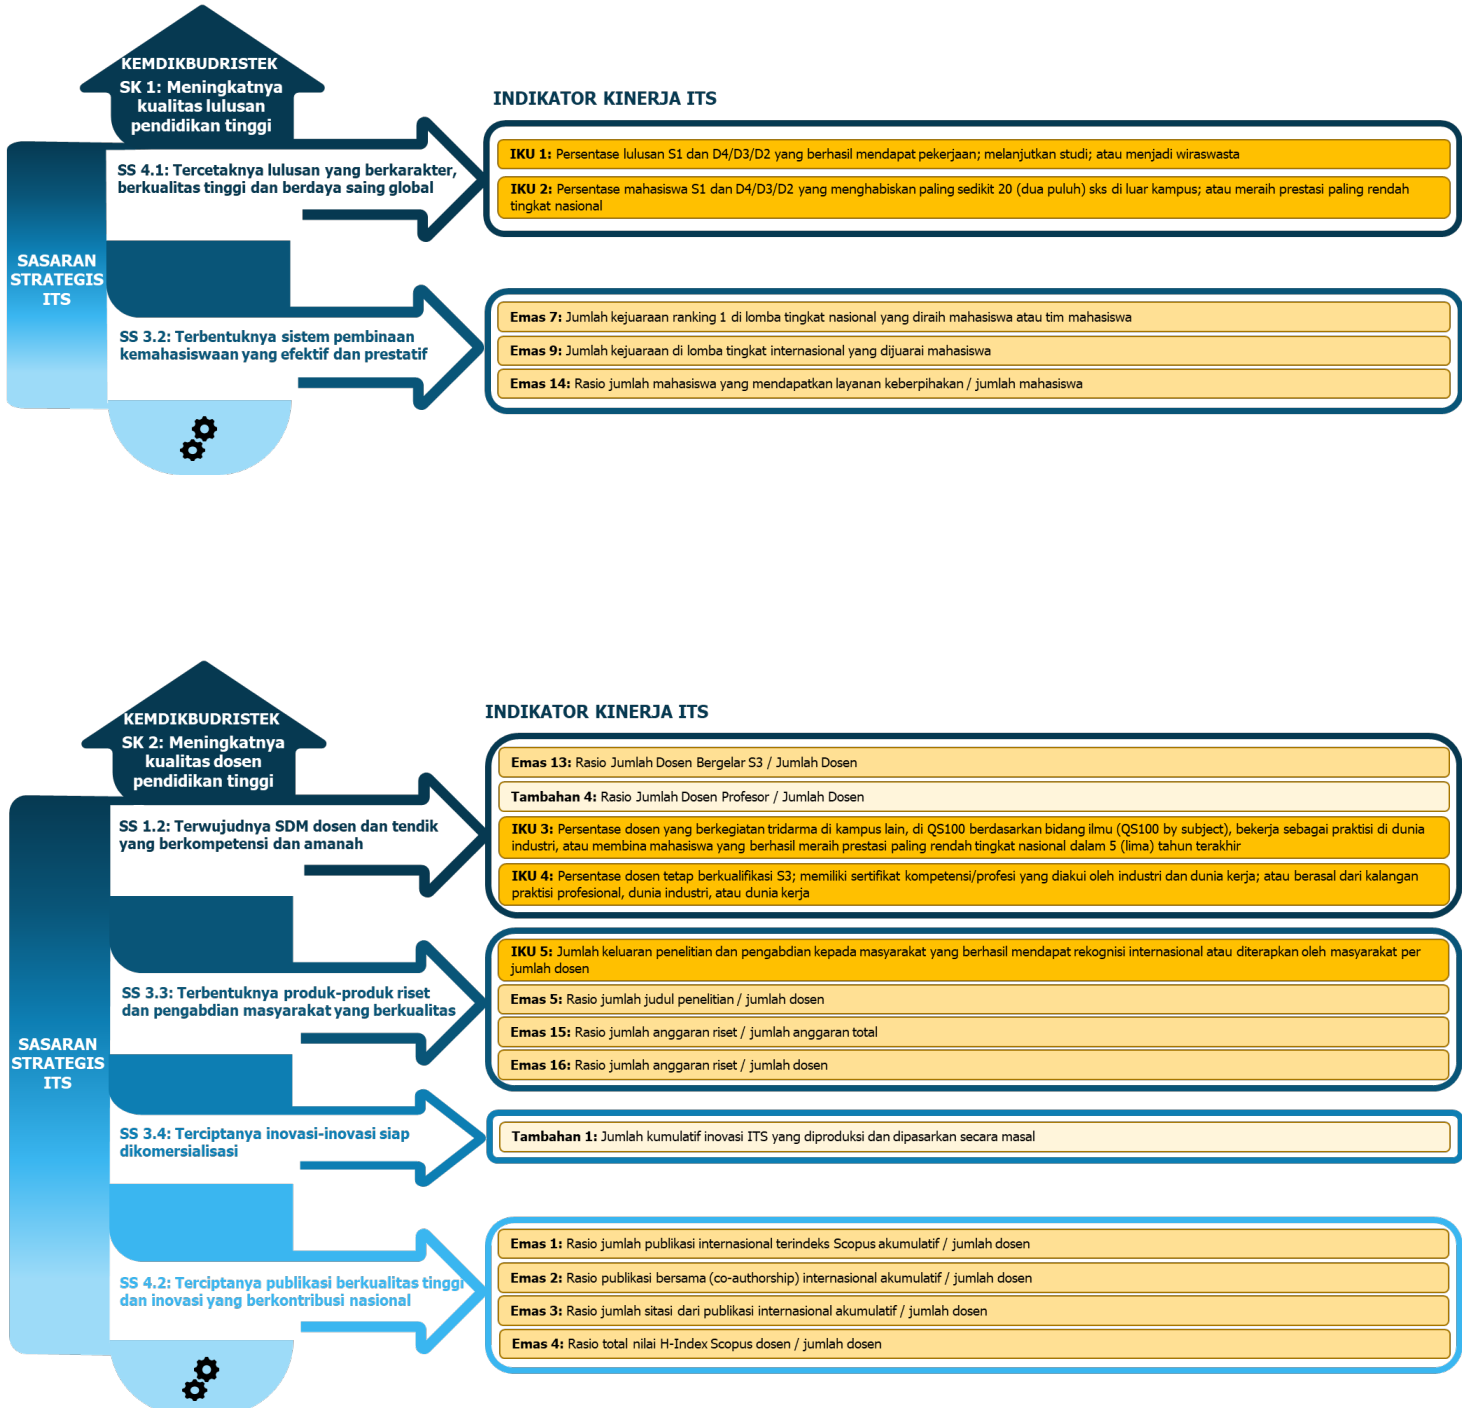 KEMDIKBUDRISTEK
SK 1: Meningkatnya
kualitas lulusan
pendidikan tinggi
INDIKATOR KINERJA ITS
SASARAN
STRATEGIS
ITS
SS 4.1: Tercetaknya lulusan yang berkarakter,
berkualitas tinggi dan berdaya saing global
IKU 1: Persentase lulusan S1 dan D4/D3/D2 yang berhasil mendapat pekerjaan; melanjutkan studi; atau menjadi wiraswasta
IKU 2: Persentase mahasiswa S1 dan D4/D3/D2 yang menghabiskan paling sedikit 20 (dua puluh) sks di luar kampus; atau meraih prestasi paling rendah
tingkat nasional
SS 3.2: Terbentuknya sistem pembinaan
kemahasiswaan yang efektif dan prestatif
Emas 7: Jumlah kejuaraan ranking 1 di lomba tingkat nasional yang diraih mahasiswa atau tim mahasiswa
Emas 9: Jumlah kejuaraan di lomba tingkat internasional yang dijuarai mahasiswa
Emas 14: Rasio jumlah mahasiswa yang mendapatkan layanan keberpihakan / jumlah mahasiswa
KEMDIKBUDRISTEK
SK 2: Meningkatnya
kualitas dosen
pendidikan tinggi
INDIKATOR KINERJA ITS
SASARAN
STRATEGIS
ITS
SS 1.2: Terwujudnya SDM dosen dan tendik
yang berkompetensi dan amanah
Emas 13: Rasio Jumlah Dosen Bergelar S3 / Jumlah Dosen
Tambahan 4: Rasio Jumlah Dosen Profesor / Jumlah Dosen
IKU 3: Persentase dosen yang berkegiatan tridarma di kampus lain, di QS100 berdasarkan bidang ilmu (QS100 by subject), bekerja sebagai praktisi di dunia
industri, atau membina mahasiswa yang berhasil meraih prestasi paling rendah tingkat nasional dalam 5 (lima) tahun terakhir
IKU 4: Persentase dosen tetap berkualifikasi S3; memiliki sertifikat kompetensi/profesi yang diakui oleh industri dan dunia kerja; atau berasal dari kalangan
praktisi profesional, dunia industri, atau dunia kerja
SS 3.3: Terbentuknya produk-produk riset
dan pengabdian masyarakat yang berkualitas
IKU 5: Jumlah keluaran penelitian dan pengabdian kepada masyarakat yang berhasil mendapat rekognisi internasional atau diterapkan oleh masyarakat per
jumlah dosen
Emas 5: Rasio jumlah judul penelitian / jumlah dosen
Emas 15: Rasio jumlah anggaran riset / jumlah anggaran total
Emas 16: Rasio jumlah anggaran riset / jumlah dosen
SS 3.4: Terciptanya inovasi-inovasi siap
dikomersialisasi
Tambahan 1: Jumlah kumulatif inovasi ITS yang diproduksi dan dipasarkan secara masal
SS 4.2: Terciptanya publikasi berkualitas tinggi
dan inovasi yang berkontribusi nasional
Emas 1: Rasio jumlah publikasi internasional terindeks Scopus akumulatif / jumlah dosen
Emas 2: Rasio publikasi bersama (co-authorship) internasional akumulatif / jumlah dosen
Emas 3: Rasio jumlah sitasi dari publikasi internasional akumulatif / jumlah dosen
Emas 4: Rasio total nilai H-Index Scopus dosen / jumlah dosen